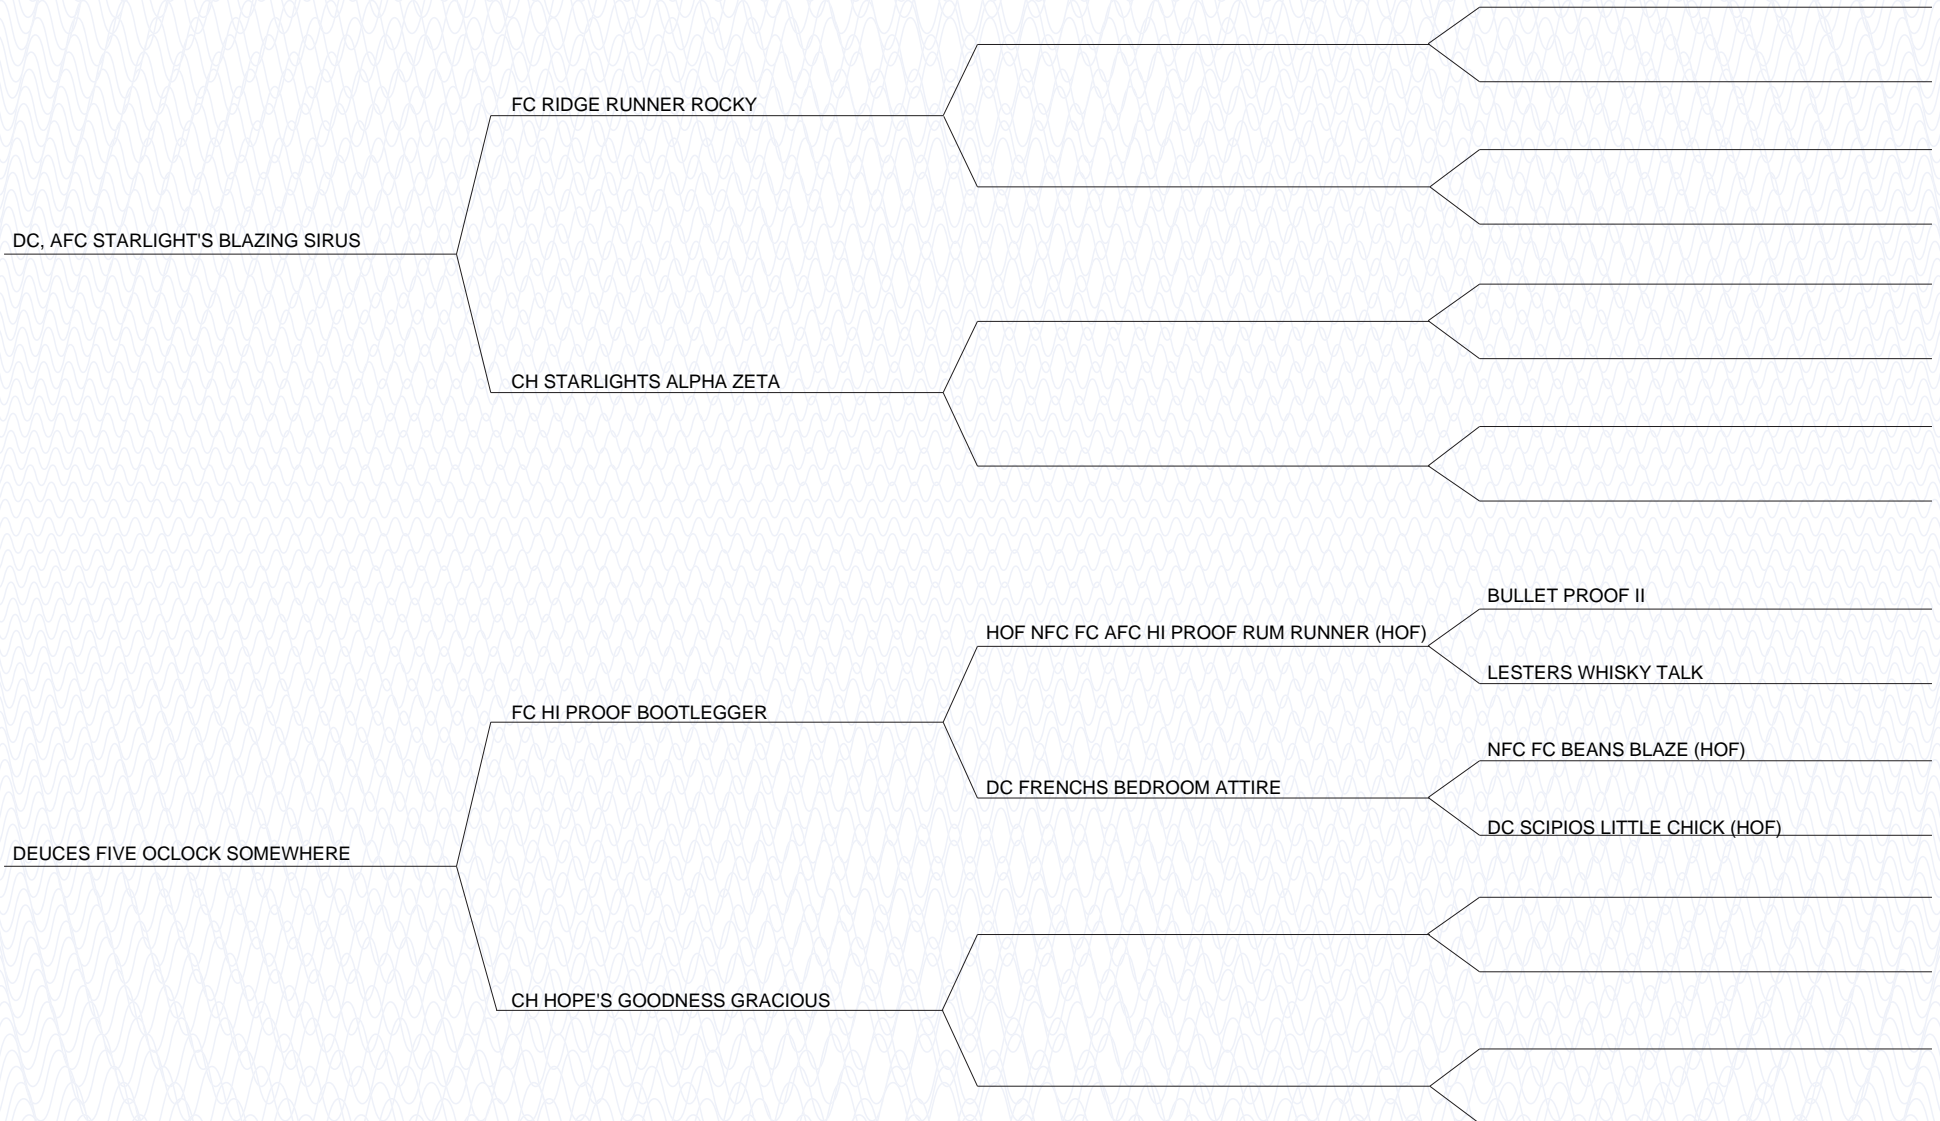 FC RIDGE RUNNER ROCKY
DC, AFC STARLIGHT'S BLAZING SIRUS
CH STARLIGHTS ALPHA ZETA
BULLET PROOF II
HOF NFC FC AFC HI PROOF RUM RUNNER (HOF)
LESTERS WHISKY TALK
FC HI PROOF BOOTLEGGER
NFC FC BEANS BLAZE (HOF)
DC FRENCHS BEDROOM ATTIRE
DC SCIPIOS LITTLE CHICK (HOF)
DEUCES FIVE OCLOCK SOMEWHERE
CH HOPE'S GOODNESS GRACIOUS